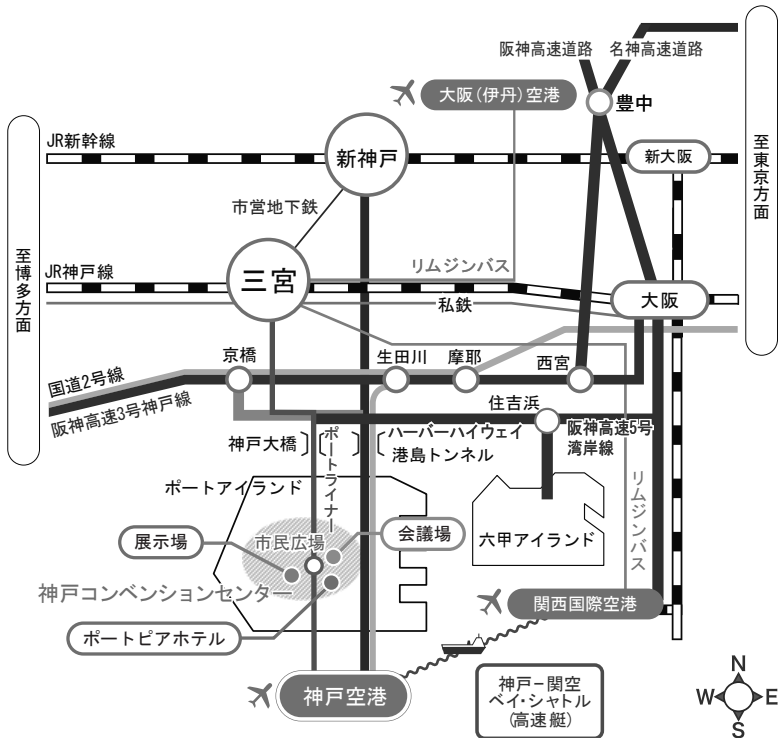 阪神高速道路
名神高速道路
大阪(伊丹)空港
豊中
至東京方面
JR新幹線
新神戸
新大阪
至博多方面
市営地下鉄
JR神戸線
三宮
リムジンバス
私鉄
大阪
京橋
生田川
摩耶
西宮
国道2号線
阪神高速3号神戸線
住吉浜
神戸大橋
ポートライナー
ハーバーハイウェイ
港島トンネル
阪神高速5号
湾岸線
ポートアイランド
リムジンバス
展示場
市民広場
会議場
六甲アイランド
神戸コンベンションセンター
関西国際空港
ポートピアホテル
神戸空港
神戸−関空
ベイ・シャトル
(高速艇)
N
W
E
S